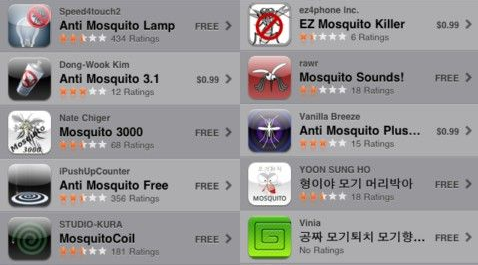 Speed4touch2
Anti Mosquito Lamp
FREE
434 Ratings
Dong-Wook Kim
Anti Mosquito 3.1
$0.99
12 Ratings
Nate Chiger
Mosquito 3000
FREE
68 Ratings
Mosquito
3000
iPushUpCounter
Anti Mosquito Free
FREE
356 Ratings
STUDIO-KURA
MosquitoCoil
FREE
181 Ratings
ez4phone Inc.
EZ Mosquito Killer
$0.99
6 Ratings
rawr
Mosquito Sounds!
FREE
18 Ratings
Vanilla Breeze
Anti Mosquito Plus...
$0.99
15 Ratings
YOON SUNG HO
형이야 모기 머리박아
FREE
18 Ratings
MOSQUITO
Vinia
공짜 모기퇴치 모기향...
FREE
No Ratings